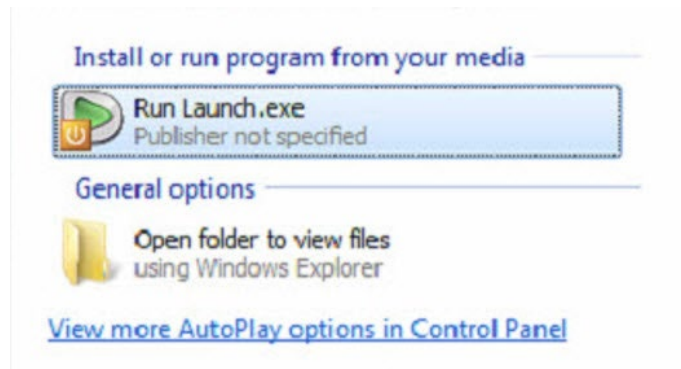 Install or run program from your media
Run Launch.exe
Publisher not specified
General options
Open folder to view files
using Windows Explorer
View more AutoPlay options in Control Panel